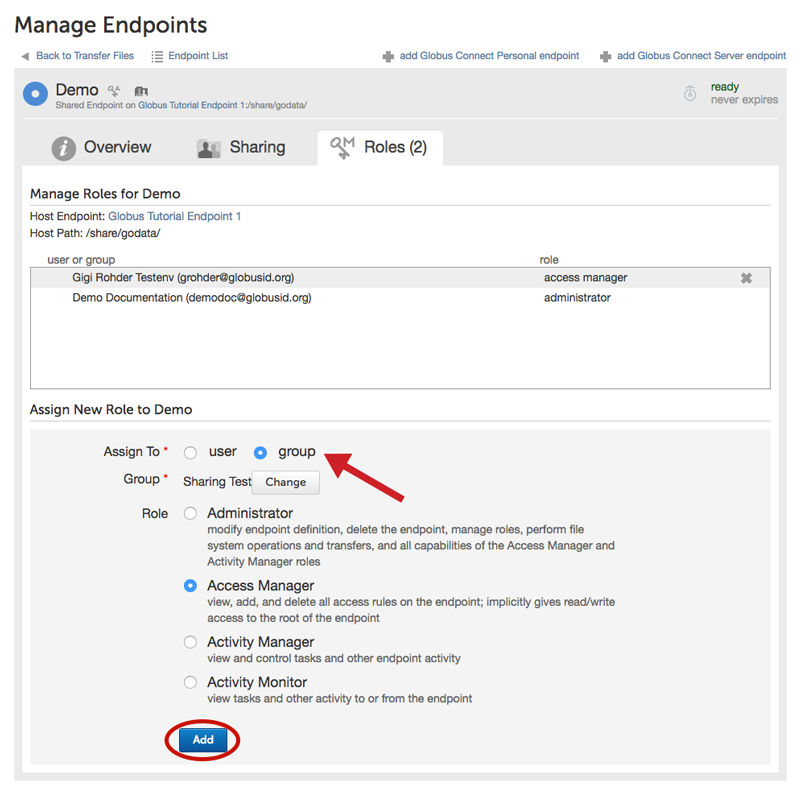 Manage Endpoints
Back to Transfer Files
Endpoint List
add Globus Connect Personal endpoint
add Globus Connect Server endpoint
Demo
ready
Shared Endpoint on Globus Tutorial Endpoint 1:/share/godata/
never expires
Overview
Sharing
Roles (2)
Manage Roles for Demo
Host Endpoint: Globus Tutorial Endpoint 1
Host Path: /share/godata/
user or group
role
Gigi Rohder Testenv (grohder@globusid.org)
access manager
Demo Documentation (demodoc@globusid.org)
administrator
Assign New Role to Demo
Assign To * user group
Group * Sharing Test Change
Role Administrator
modify endpoint definition, delete the endpoint, manage roles, perform file
system operations and transfers, and all capabilities of the Access Manager and
Activity Manager roles
Access Manager
view, add, and delete all access rules on the endpoint; implicitly gives read/write
access to the root of the endpoint
Activity Manager
view and control tasks and other endpoint activity
Activity Monitor
view tasks and other activity to or from the endpoint
Add